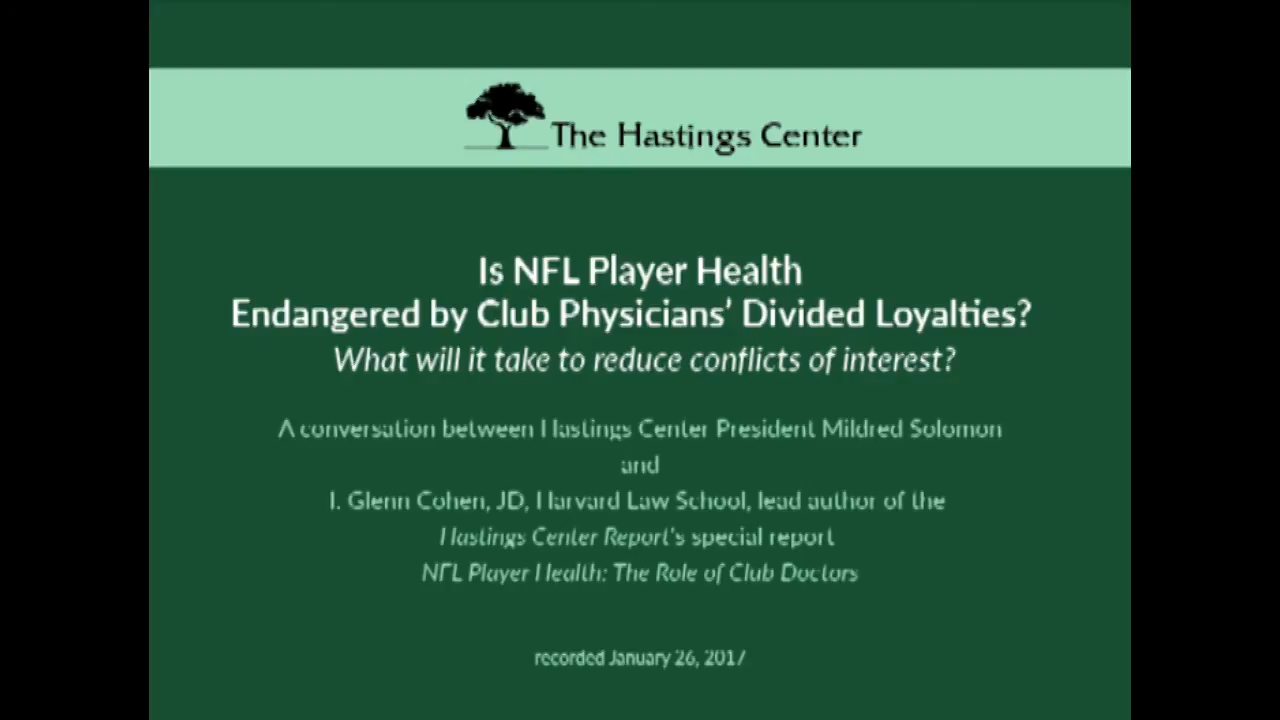 The Hastings Center
Is NFL Player Health
Endangered by Club Physicians' Divided Loyalties?
What will it take to reduce conflicts of interest?
A conversation between Hastings Center President Mildred Solomon
and
I. Glenn Cohen, JD, Harvard Law School, lead author of the
Hastings Center Report's special report
NFL Player Health: The Role of Club Doctors
recorded January 26, 2017